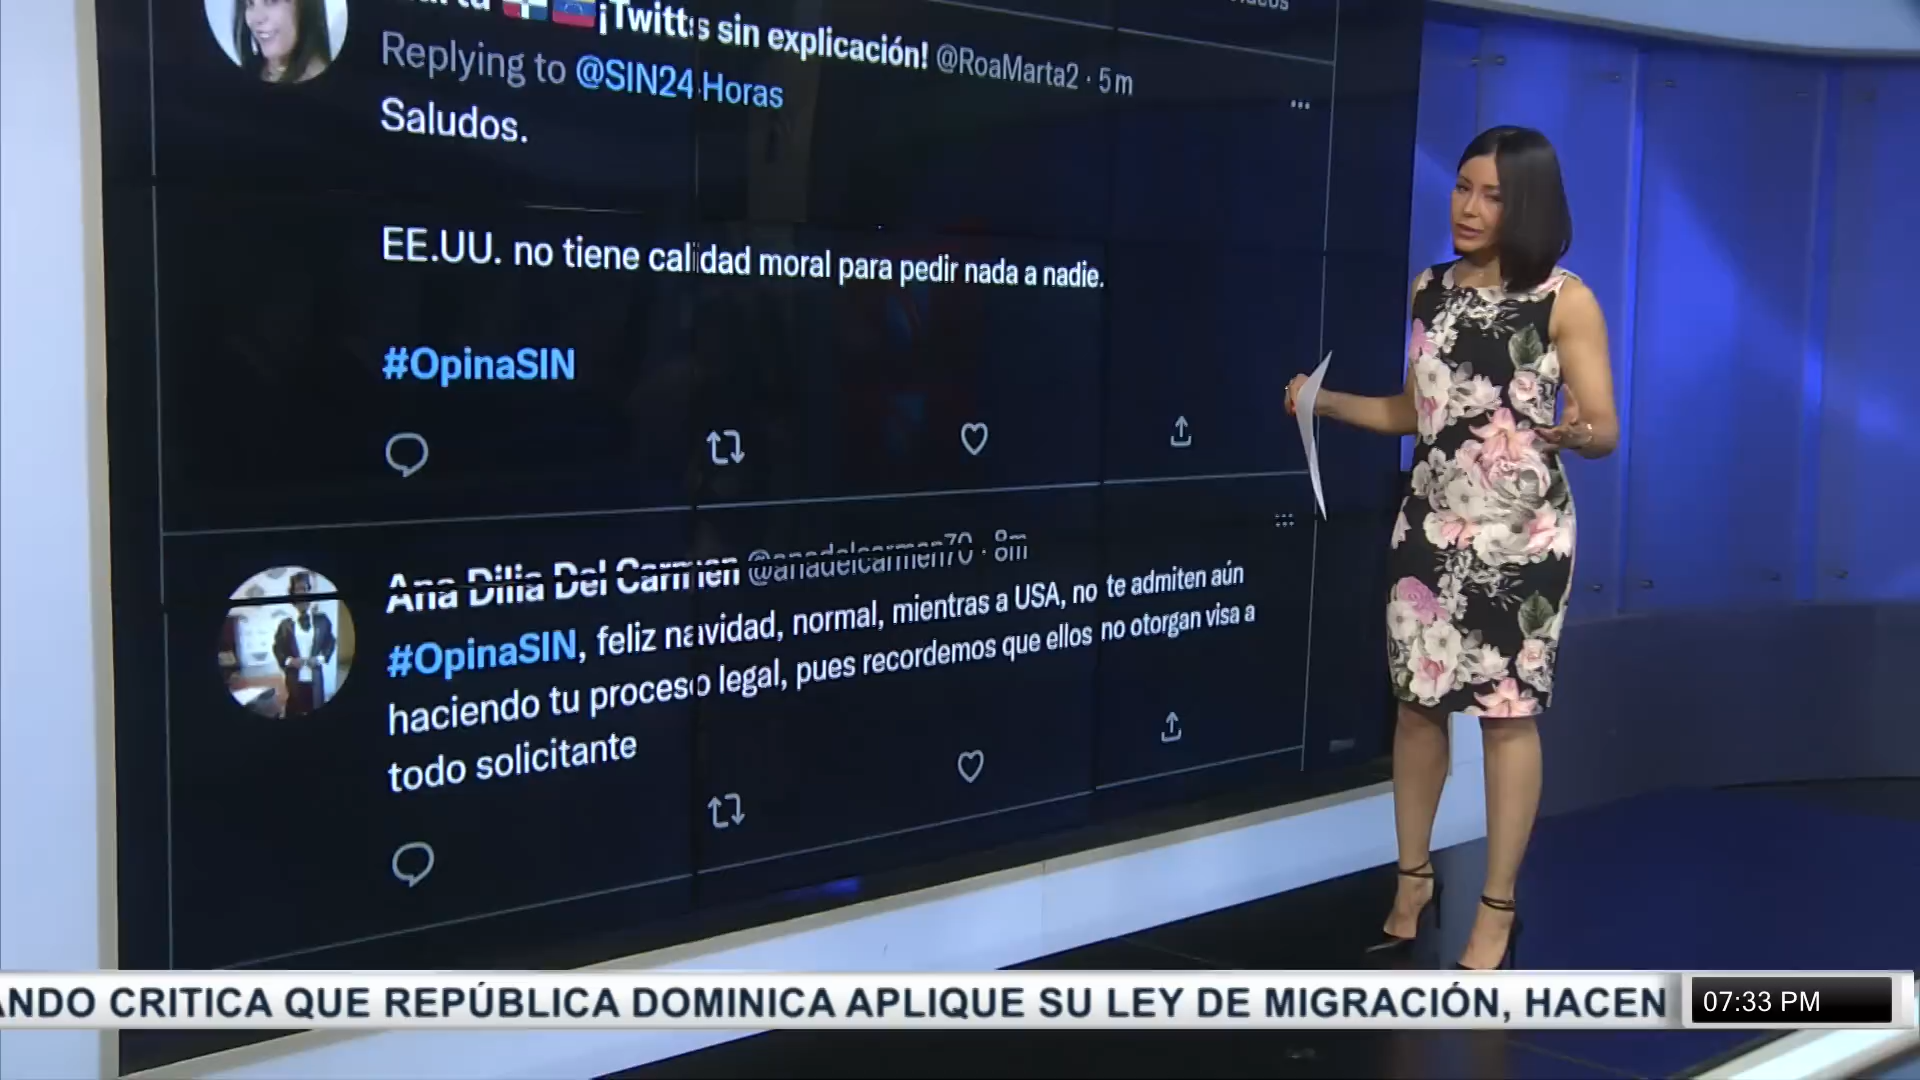 ¡Twitts sin explicación! @RoaMarta2 · 5 m
Replying to @SIN24Horas
Saludos.
EE.UU. no tiene calidad moral para pedir nada a nadie.
#OpinaSIN
Ana Dilia Del Carmen @anadelcarmen70 · 8m
#OpinaSIN, feliz navidad, normal, mientras a USA, no te admiten aún
haciendo tu proceso legal, pues recordemos que ellos no otorgan visa a
todo solicitante
ANDO CRITICA QUE REPÚBLICA DOMINICA APLIQUE SU LEY DE MIGRACIÓN, HACEN
07:33 PM